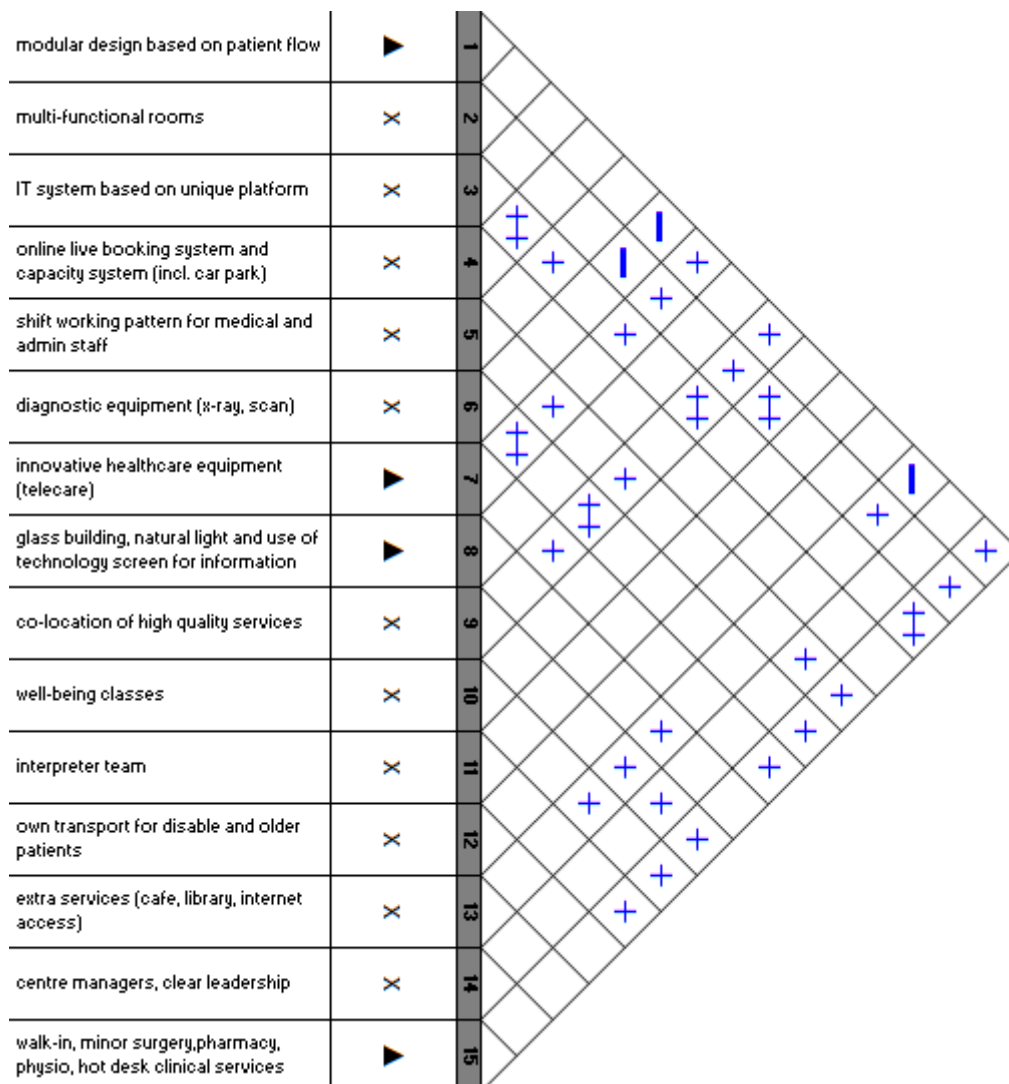 modular design based on patient flow
1
multi-functional rooms
2
IT system based on unique platform
3
online live booking system and
capacity system (incl. car park)
4
shift working pattern for medical and
admin staff
5
diagnostic equipment (x-ray, scan)
6
innovative healthcare equipment
(telecare)
7
glass building, natural light and use of
technology screen for information
8
co-location of high quality services
9
well-being classes
10
interpreter team
11
own transport for disable and older
patients
12
extra services (cafe, library, internet
access)
13
centre managers, clear leadership
14
walk-in, minor surgery,pharmacy,
physio, hot desk clinical services
15